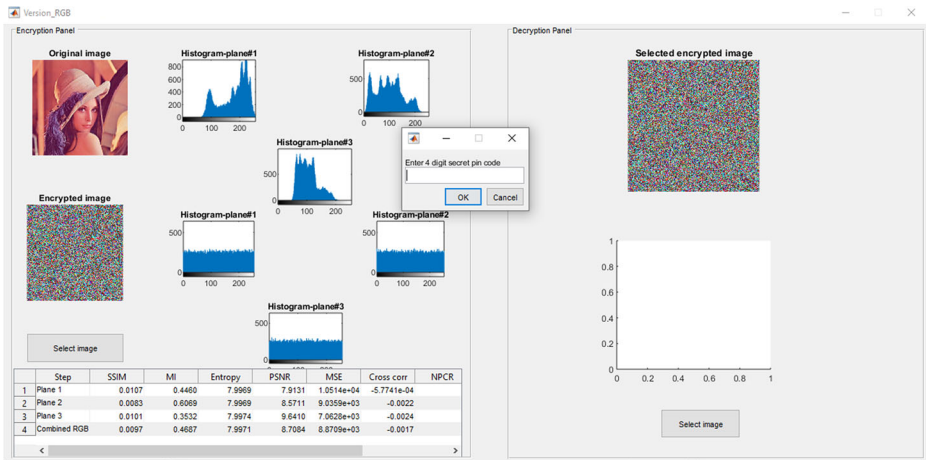 Version_RGB
Encryption Panel
Original image
Histogram-plane#1
800
600
400
200
0
0 100 200
Histogram-plane#2
500
0
0 100 200
Histogram-plane#3
500
0
0 100 200
Encrypted image
Histogram-plane#1
500
0
0 100 200
Histogram-plane#2
500
0
0 100 200
Histogram-plane#3
500
0
Select image
Step SSIM MI Entropy PSNR MSE Cross corr NPCR
1 Plane 1 0.0107 0.4460 7.9969 7.9131 1.0514e+04 -5.7741e-04
2 Plane 2 0.0083 0.6069 7.9969 8.5711 9.0359e+03 -0.0022
3 Plane 3 0.0101 0.3532 7.9974 9.6410 7.0628e+03 -0.0024
4 Combined RGB 0.0097 0.4687 7.9971 8.7084 8.8709e+03 -0.0017
Enter 4 digit secret pin code
OK Cancel
Decryption Panel
Selected encrypted image
1
0.8
0.6
0.4
0.2
0
0 0.2 0.4 0.6 0.8 1
Select image